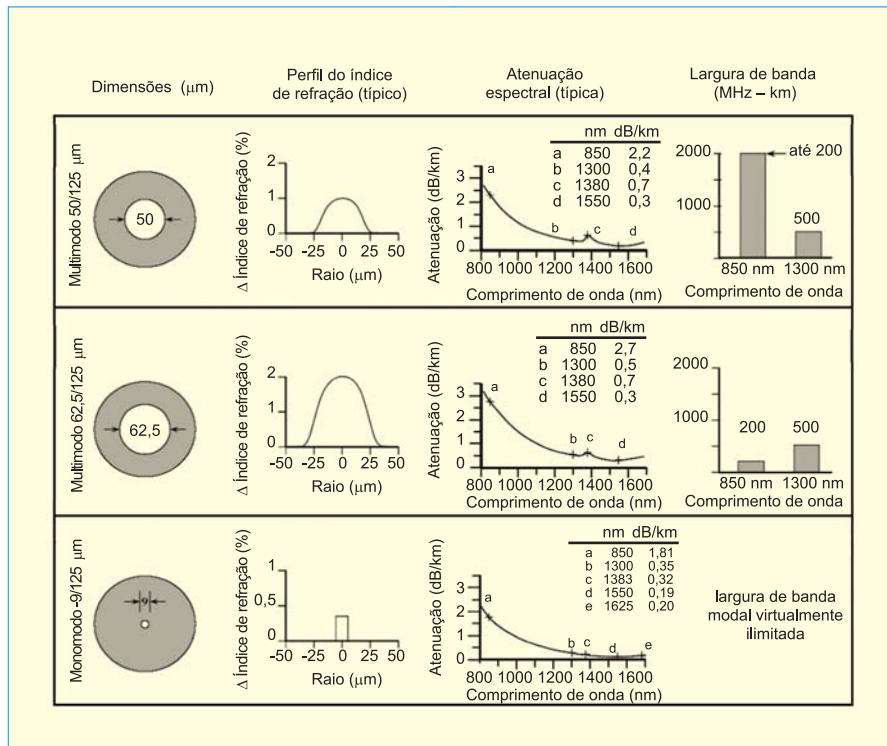 Dimensões (μm)
Perfil do índice
de refração (típico)
Atenuação
espectral (típica)
Largura de banda
(MHz – km)
Multimodo 50/125 μm
50
Δ Índice de refração (%)
2
1
0
-50 -25 0 25 50
Raio (μm)
Atenuação (dB/km)
nm dB/km
a 850 2,2
b 1300 0,4
c 1380 0,7
d 1550 0,3
3
2
1
0
a
b
c
d
800 1000 1200 1400 1600
Comprimento de onda (nm)
2000
1000
até 200
500
850 nm 1300 nm
Comprimento de onda
Multimodo 62,5/125 μm
62,5
Δ Índice de refração (%)
2
1
0
-50 -25 0 25 50
Raio (μm)
Atenuação (dB/km)
nm dB/km
a 850 2,7
b 1300 0,5
c 1380 0,7
d 1550 0,3
3
2
1
0
a
b
c
d
800 1000 1200 1400 1600
Comprimento de onda (nm)
2000
1000
200
500
850 nm 1300 nm
Comprimento de onda
Monomodo -9/125 μm
9
Δ Índice de refração (%)
1
0,5
0
-50 -25 0 25 50
Raio (μm)
Atenuação (dB/km)
nm dB/km
a 850 1,81
b 1300 0,35
c 1383 0,32
d 1550 0,19
e 1625 0,20
3
2
1
0
a
b
c
d
e
800 1000 1200 1400 1600
Comprimento de onda (nm)
largura de banda
modal virtualmente
ilimitada